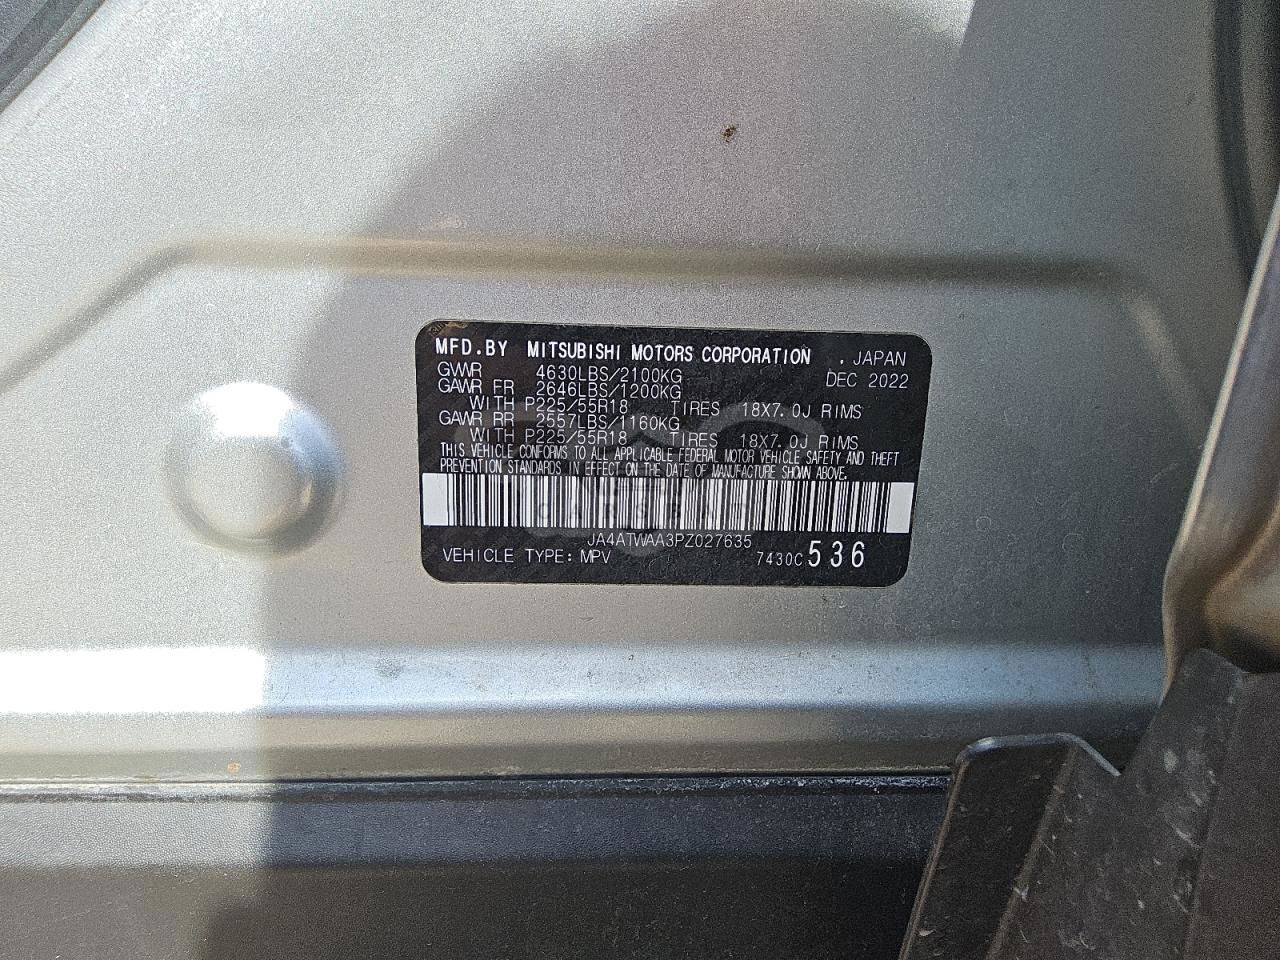 MFD.BY MITSUBISHI MOTORS CORPORATION . JAPAN
GVWR 4630LBS/2100KG DEC 2022
GAWR FR 2646LBS/1200KG
WITH P225/55R18 TIRES 18X7.0J RIMS
GAWR RR 2557LBS/1160KG
WITH P225/55R18 TIRES 18X7.0J RIMS
THIS VEHICLE CONFORMS TO ALL APPLICABLE FEDERAL MOTOR VEHICLE SAFETY AND THEFT
PREVENTION STANDARDS IN EFFECT ON THE DATE OF MANUFACTURE SHOWN ABOVE.
JA4ATWAA3PZ027635
VEHICLE TYPE: MPV 7430C 536